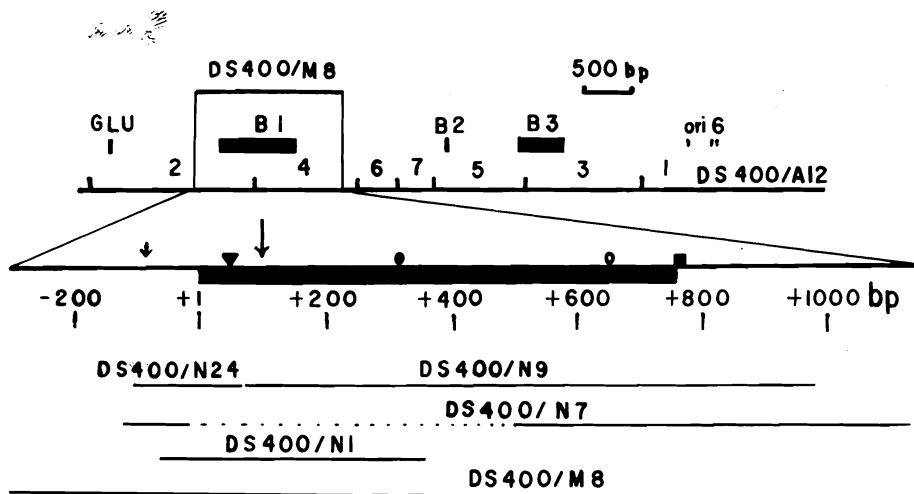 DS400/M8 500 bp
GLU B1 B2 B3 ori 6
2 4 6 7 5 3 1 DS400/A12
-200 +1 +200 +400 +600 +800 +1000 bp
DS400/N24 DS400/N9
DS400/N7
DS400/N1
DS400/M8